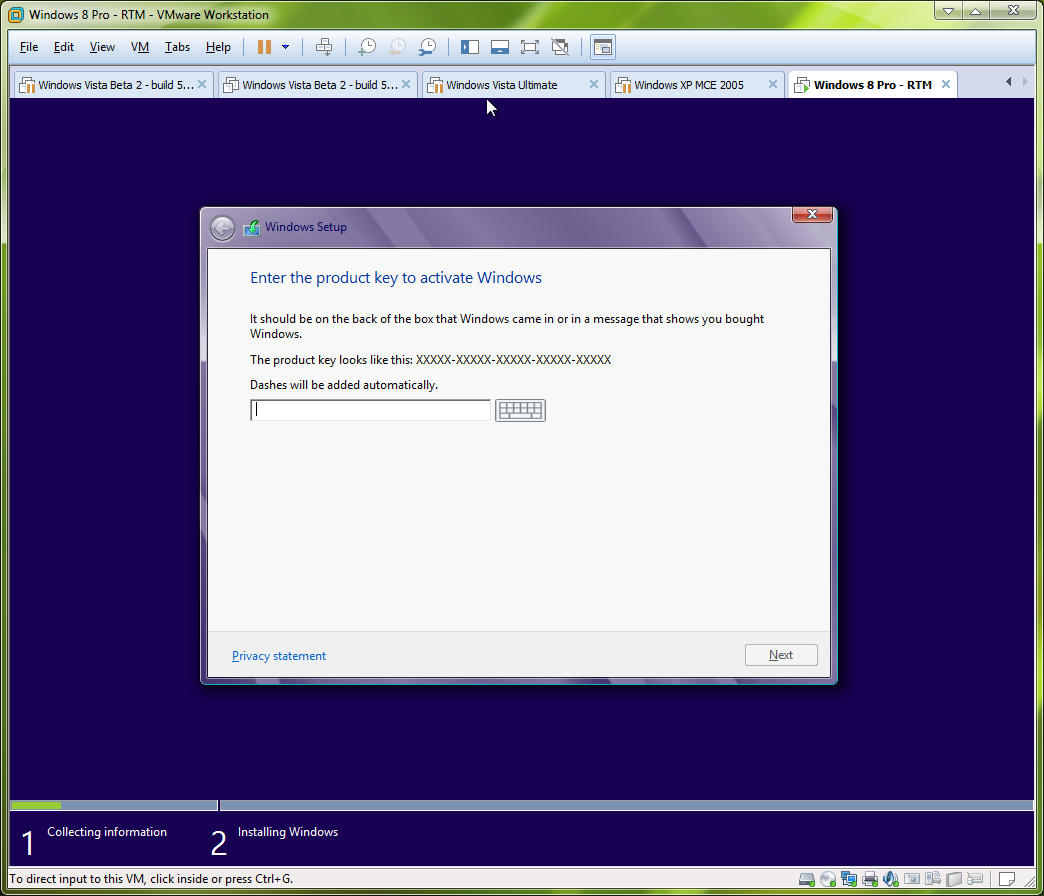 Windows 8 Pro - RTM - VMware Workstation
File Edit View VM Tabs Help
Windows Vista Beta 2 - build 5... Windows Vista Beta 2 - build 5... Windows Vista Ultimate Windows XP MCE 2005 Windows 8 Pro - RTM
Windows Setup
Enter the product key to activate Windows
It should be on the back of the box that Windows came in or in a message that shows you bought
Windows.
The product key looks like this: XXXXX-XXXXX-XXXXX-XXXXX-XXXXX
Dashes will be added automatically.
Privacy statement Next
1 Collecting information 2 Installing Windows
To direct input to this VM, click inside or press Ctrl+G.